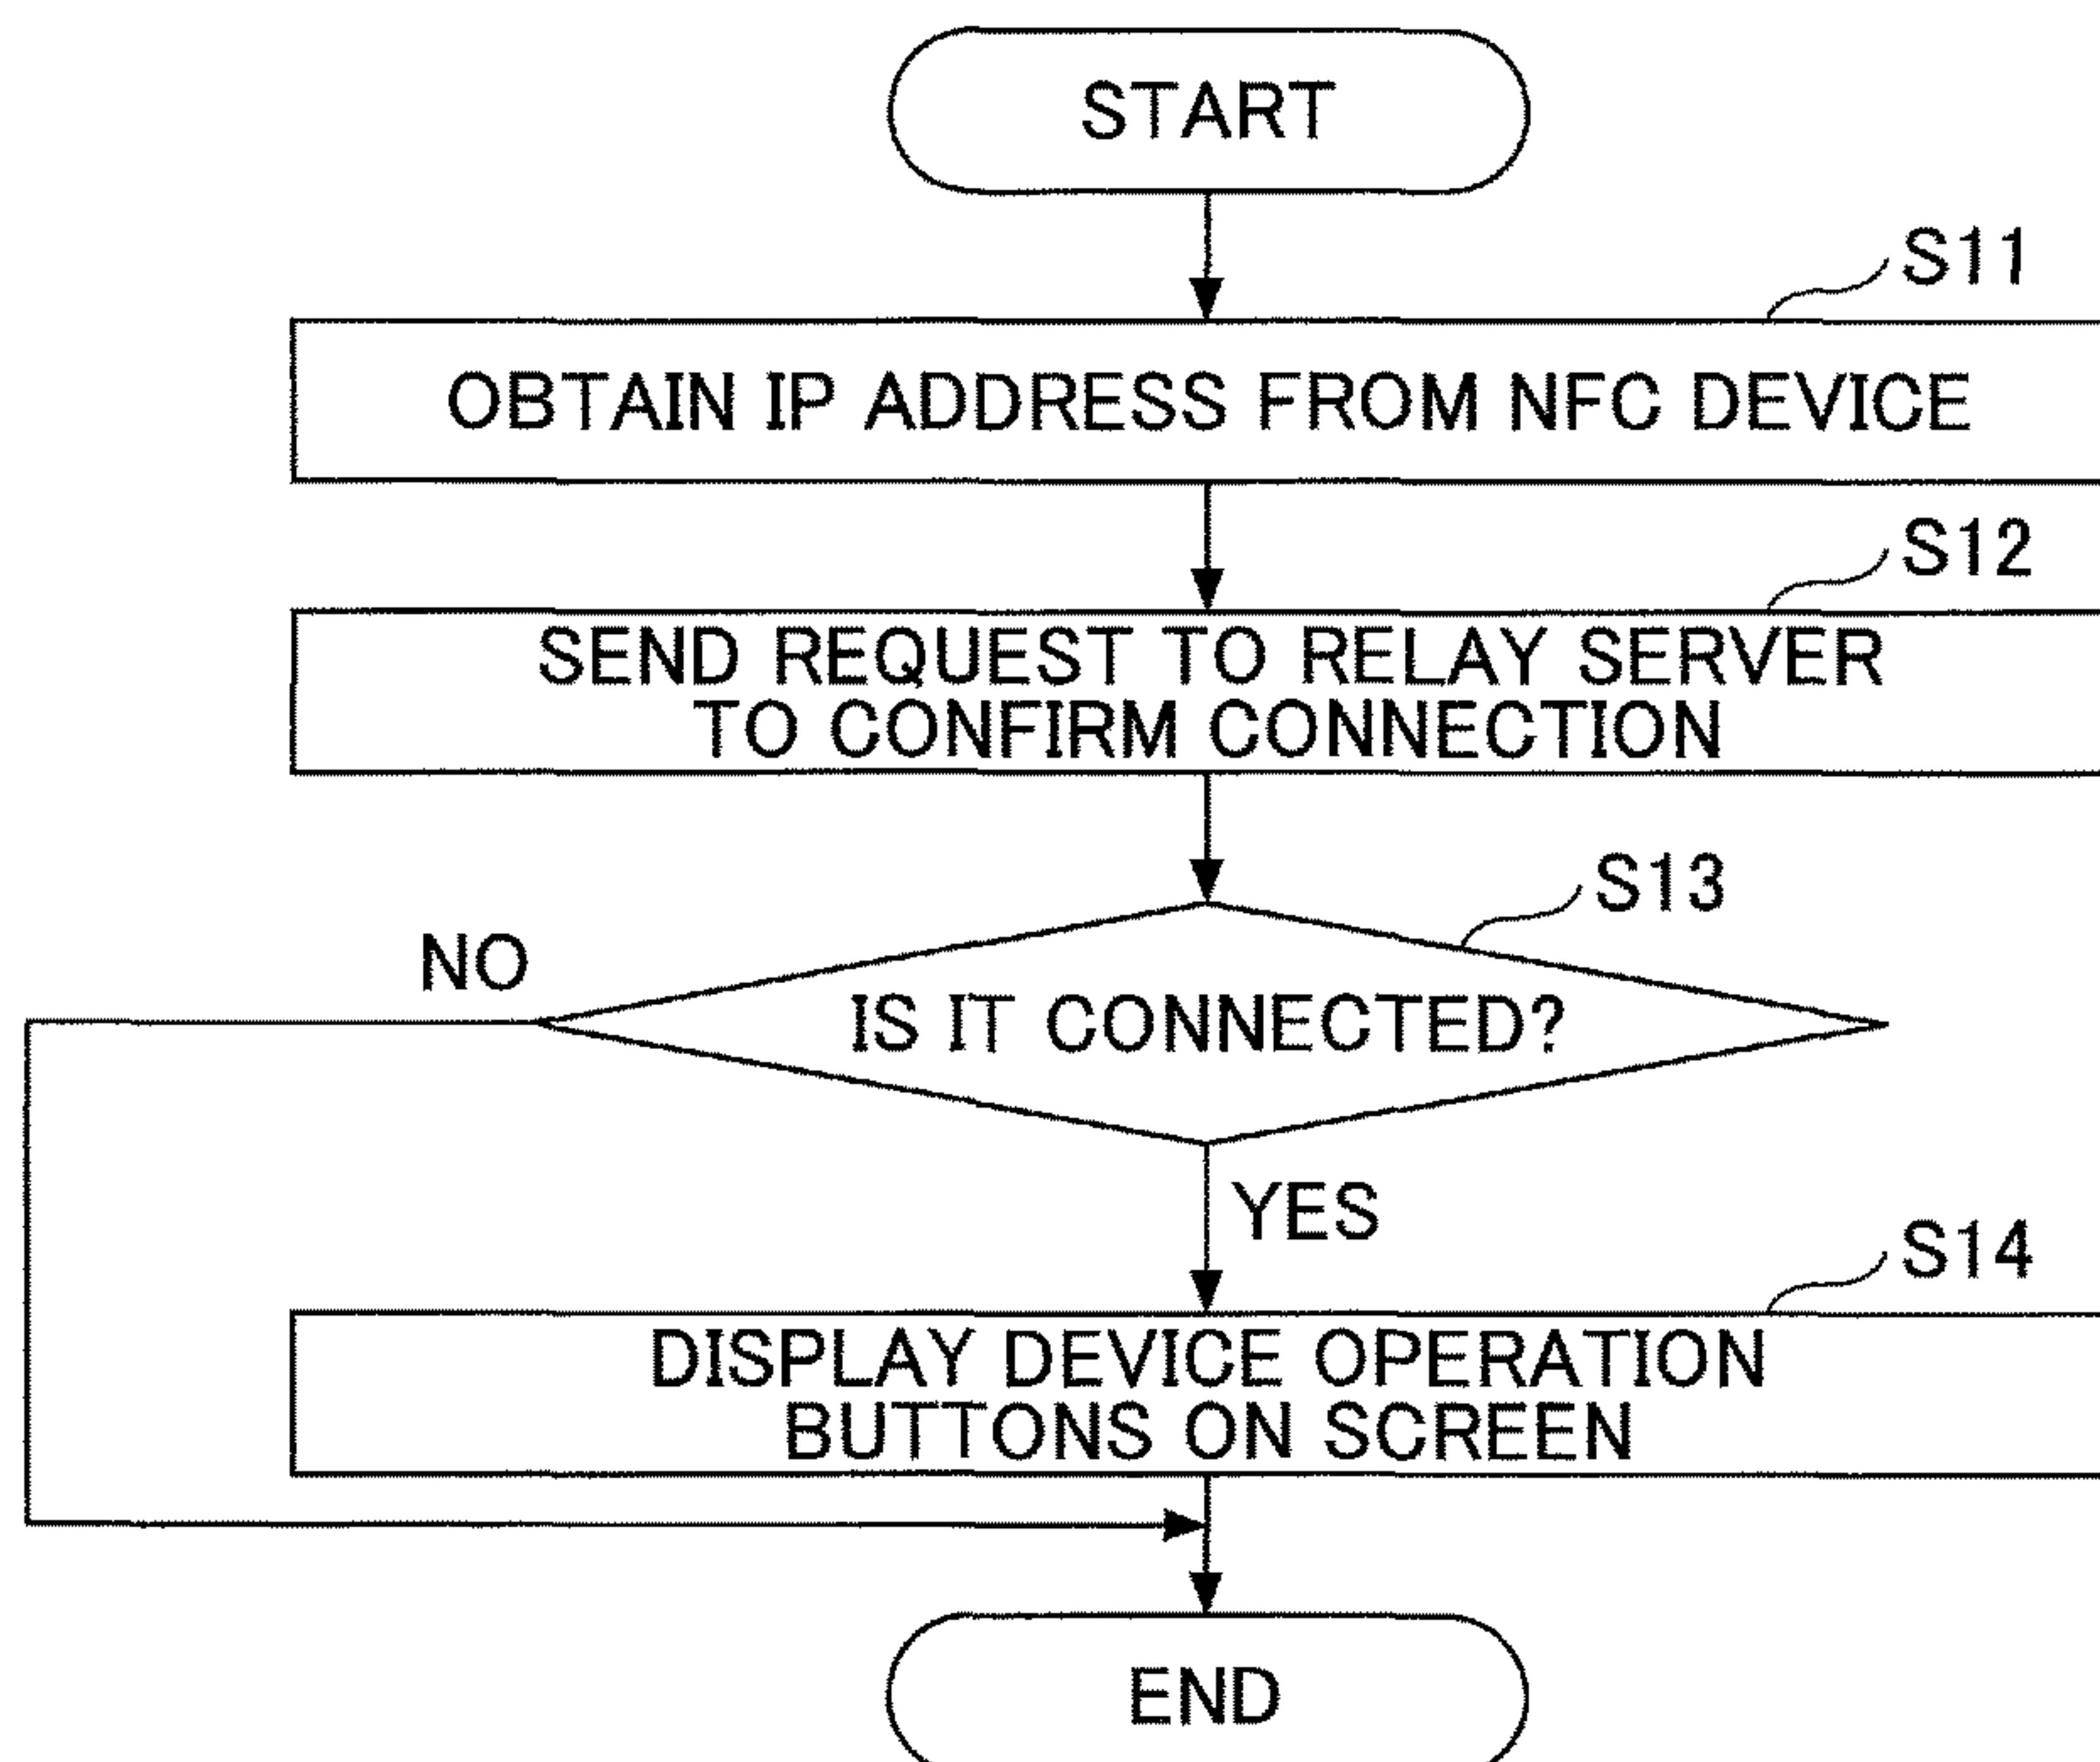 START
S11
OBTAIN IP ADDRESS FROM NFC DEVICE
S12
SEND REQUEST TO RELAY SERVER
TO CONFIRM CONNECTION
S13
NO
IS IT CONNECTED?
YES
S14
DISPLAY DEVICE OPERATION
BUTTONS ON SCREEN
END